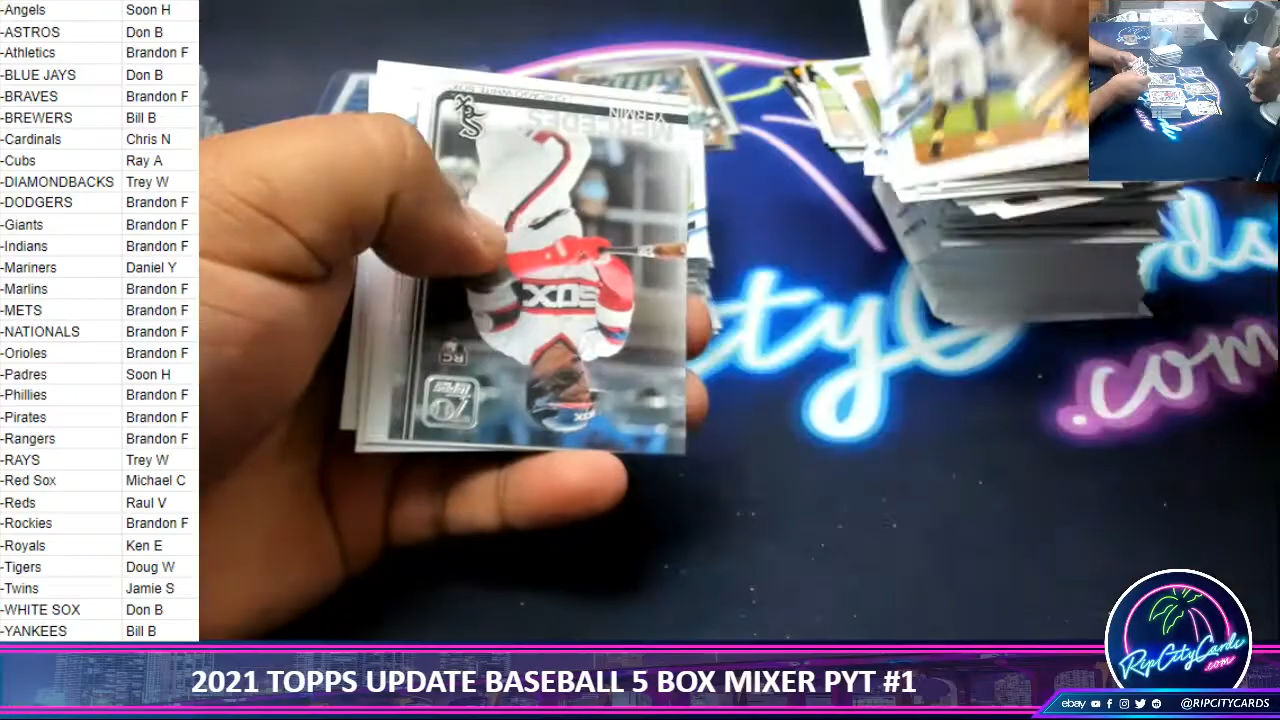 -Angels Soon H
-ASTROS Don B
-Athletics Brandon F
-BLUE JAYS Don B
-BRAVES Brandon F
-BREWERS Bill B
-Cardinals Chris N
-Cubs Ray A
-DIAMONDBACKS Trey W
-DODGERS Brandon F
-Giants Brandon F
-Indians Brandon F
-Mariners Daniel Y
-Marlins Brandon F
-METS Brandon F
-NATIONALS Brandon F
-Orioles Brandon F
-Padres Soon H
-Phillies Brandon F
-Pirates Brandon F
-Rangers Brandon F
-RAYS Trey W
-Red Sox Michael C
-Reds Raul V
-Rockies Brandon F
-Royals Ken E
-Tigers Doug W
-Twins Jamie S
-WHITE SOX Don B
-YANKEES Bill B
YERMIN
SOX
RC
70
.com
RipCityCards
.com
2021 TOPPS UPDATE BASEBALL 5 BOX MIXER PYT #1
ebay @RIPCITYCARDS